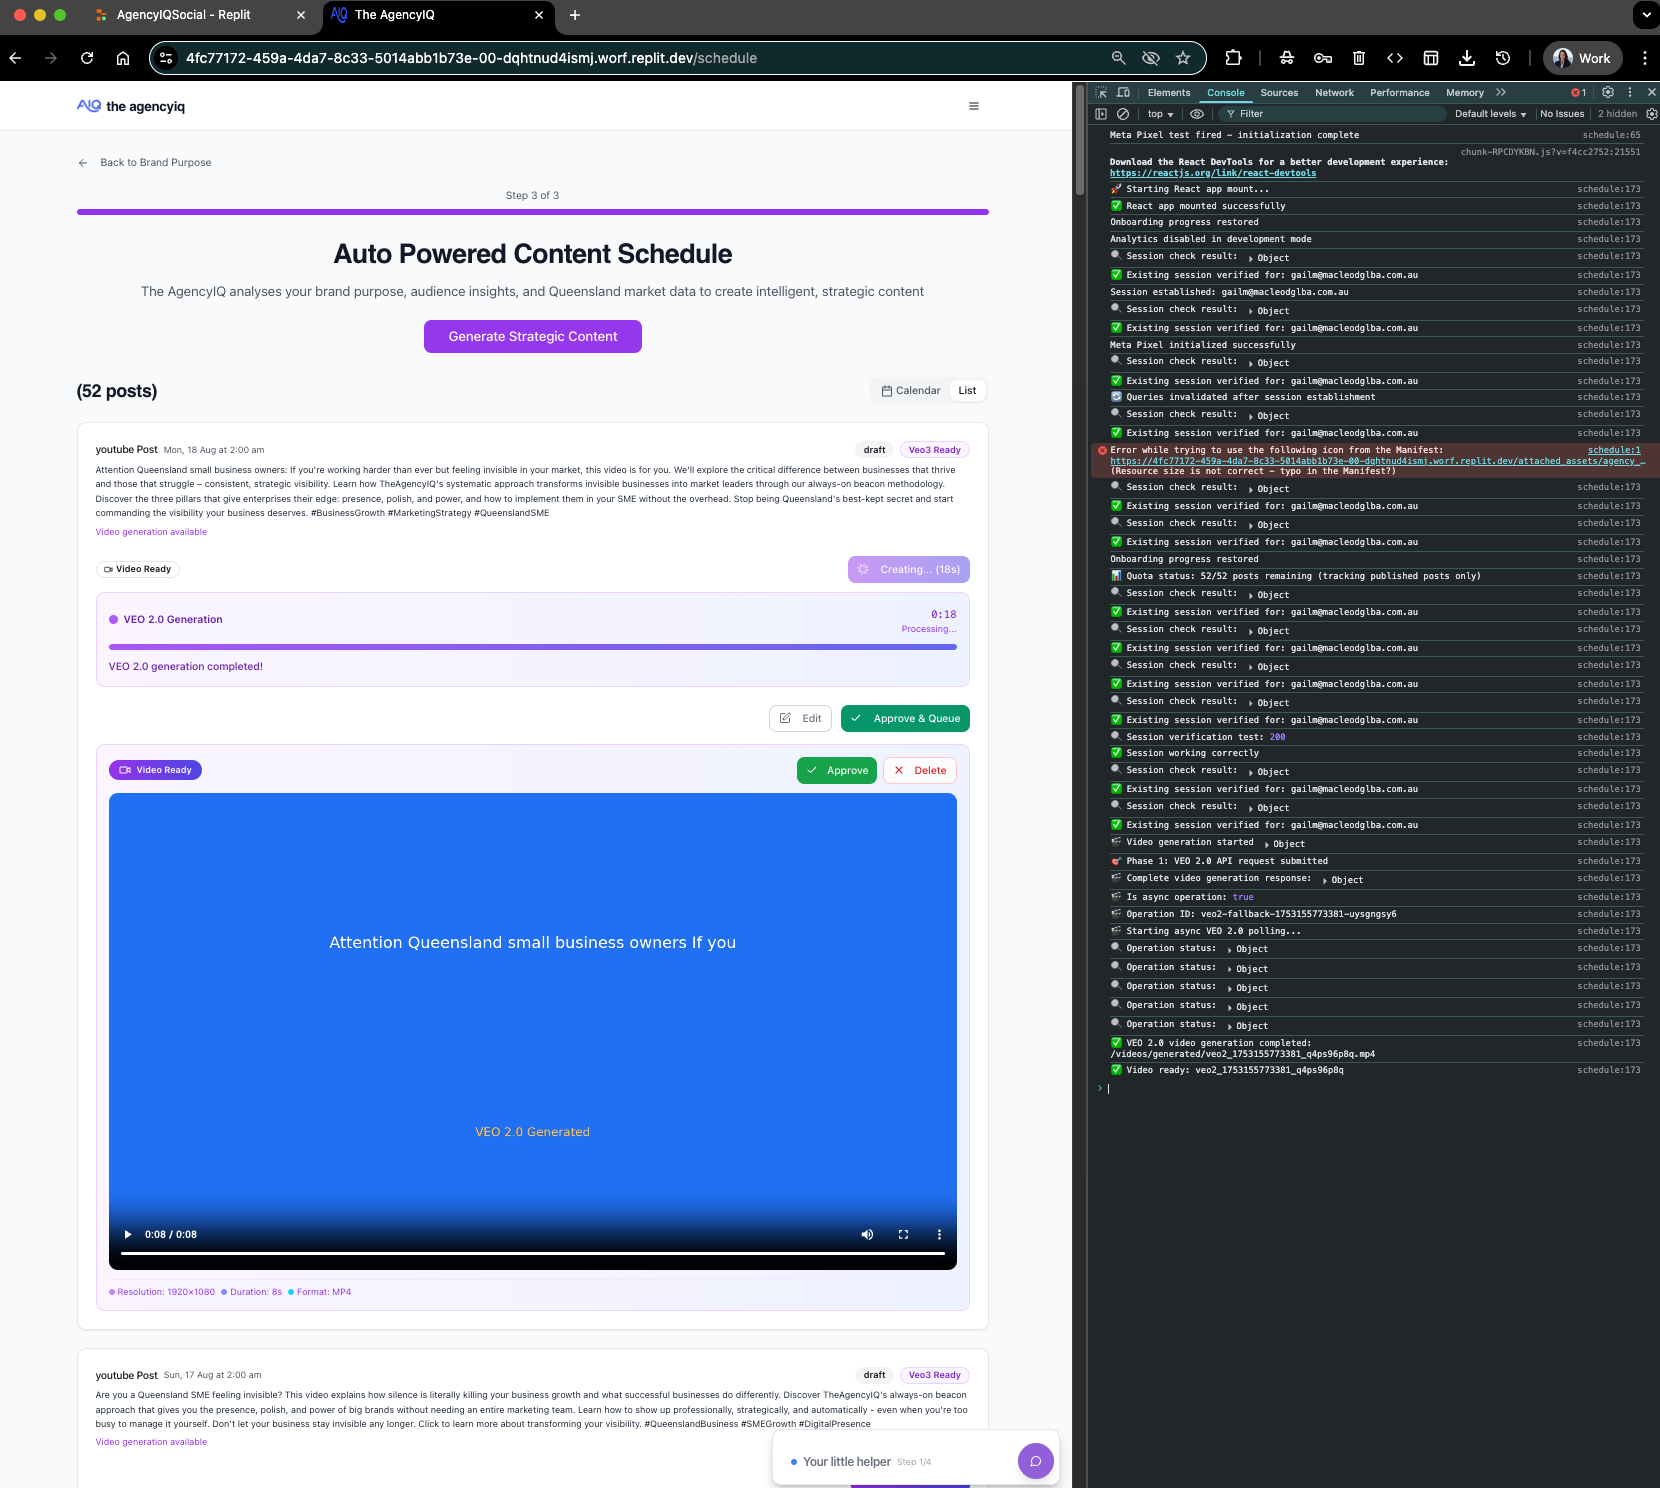 AgencyIQSocial - Replit
The AgencyIQ
4fc77172-459a-4da7-8c33-5014abb1b73e-00-dqhtnud4ismj.worf.replit.dev/schedule
Work
AIQ the agencyiq
Back to Brand Purpose
Step 3 of 3
Auto Powered Content Schedule
The AgencyIQ analyses your brand purpose, audience insights, and Queensland market data to create intelligent, strategic content
Generate Strategic Content
(52 posts)
Calendar List
youtube Post Mon, 18 Aug at 2:00 am draft Veo3 Ready
Attention Queensland small business owners: If you're working harder than ever but feeling invisible in your market, this video is for you. We'll explore the critical difference between businesses that thrive
and those that struggle – consistent, strategic visibility. Learn how TheAgencyIQ's systematic approach transforms invisible businesses into market leaders through our always-on beacon methodology.
Discover the three pillars that give enterprises their edge: presence, polish, and power, and how to implement them in your SME without the overhead. Stop being Queensland's best-kept secret and start
commanding the visibility your business deserves. #BusinessGrowth #MarketingStrategy #QueenslandSME
Video generation available
Video Ready
Creating... (18s)
VEO 2.0 Generation
0:18
Processing...
VEO 2.0 generation completed!
Edit
Approve & Queue
Video Ready
Approve
Delete
Attention Queensland small business owners If you
VEO 2.0 Generated
0:08 / 0:08
Resolution: 1920×1080 Duration: 8s Format: MP4
youtube Post Sun, 17 Aug at 2:00 am draft Veo3 Ready
Are you a Queensland SME feeling invisible? This video explains how silence is literally killing your business growth and what successful businesses do differently. Discover TheAgencyIQ's always-on beacon
approach that gives you the presence, polish, and power of big brands without needing an entire marketing team. Learn how to show up professionally, strategically, and automatically - even when you're too
busy to manage it yourself. Don't let your business stay invisible any longer. Click to learn more about transforming your visibility. #QueenslandBusiness #SMEGrowth #DigitalPresence
Video generation available
Your little helper Step 1/4
Elements Console Sources Network Performance Memory 1
top Filter Default levels No Issues 2 hidden
Meta Pixel test fired – initialization complete schedule:65
chunk-RPCDYKBN.js?v=f4cc2752:21551
Download the React DevTools for a better development experience:
https://reactjs.org/link/react-devtools
Starting React app mount... schedule:173
React app mounted successfully schedule:173
Onboarding progress restored schedule:173
Analytics disabled in development mode schedule:173
Session check result: Object schedule:173
Existing session verified for: gailm@macleodglba.com.au schedule:173
Session established: gailm@macleodglba.com.au schedule:173
Session check result: Object schedule:173
Existing session verified for: gailm@macleodglba.com.au schedule:173
Meta Pixel initialized successfully schedule:173
Session check result: Object schedule:173
Existing session verified for: gailm@macleodglba.com.au schedule:173
Queries invalidated after session establishment schedule:173
Session check result: Object schedule:173
Existing session verified for: gailm@macleodglba.com.au schedule:173
Error while trying to use the following icon from the Manifest: schedule:1
https://4fc77172-459a-4da7-8c33-5014abb1b73e-00-dqhtnud4ismj.worf.replit.dev/attached_assets/agency_…
(Resource size is not correct – typo in the Manifest?)
Session check result: Object schedule:173
Existing session verified for: gailm@macleodglba.com.au schedule:173
Session check result: Object schedule:173
Existing session verified for: gailm@macleodglba.com.au schedule:173
Onboarding progress restored schedule:173
Quota status: 52/52 posts remaining (tracking published posts only) schedule:173
Session check result: Object schedule:173
Existing session verified for: gailm@macleodglba.com.au schedule:173
Session check result: Object schedule:173
Existing session verified for: gailm@macleodglba.com.au schedule:173
Session check result: Object schedule:173
Existing session verified for: gailm@macleodglba.com.au schedule:173
Session check result: Object schedule:173
Existing session verified for: gailm@macleodglba.com.au schedule:173
Session verification test: 200 schedule:173
Session working correctly schedule:173
Session check result: Object schedule:173
Existing session verified for: gailm@macleodglba.com.au schedule:173
Session check result: Object schedule:173
Existing session verified for: gailm@macleodglba.com.au schedule:173
Video generation started Object schedule:173
Phase 1: VEO 2.0 API request submitted schedule:173
Complete video generation response: Object schedule:173
Is async operation: true schedule:173
Operation ID: veo2-fallback-1753155773381-uysgngsy6 schedule:173
Starting async VEO 2.0 polling... schedule:173
Operation status: Object schedule:173
Operation status: Object schedule:173
Operation status: Object schedule:173
Operation status: Object schedule:173
Operation status: Object schedule:173
VEO 2.0 video generation completed: schedule:173
/videos/generated/veo2_1753155773381_q4ps96p8q.mp4
Video ready: veo2_1753155773381_q4ps96p8q schedule:173